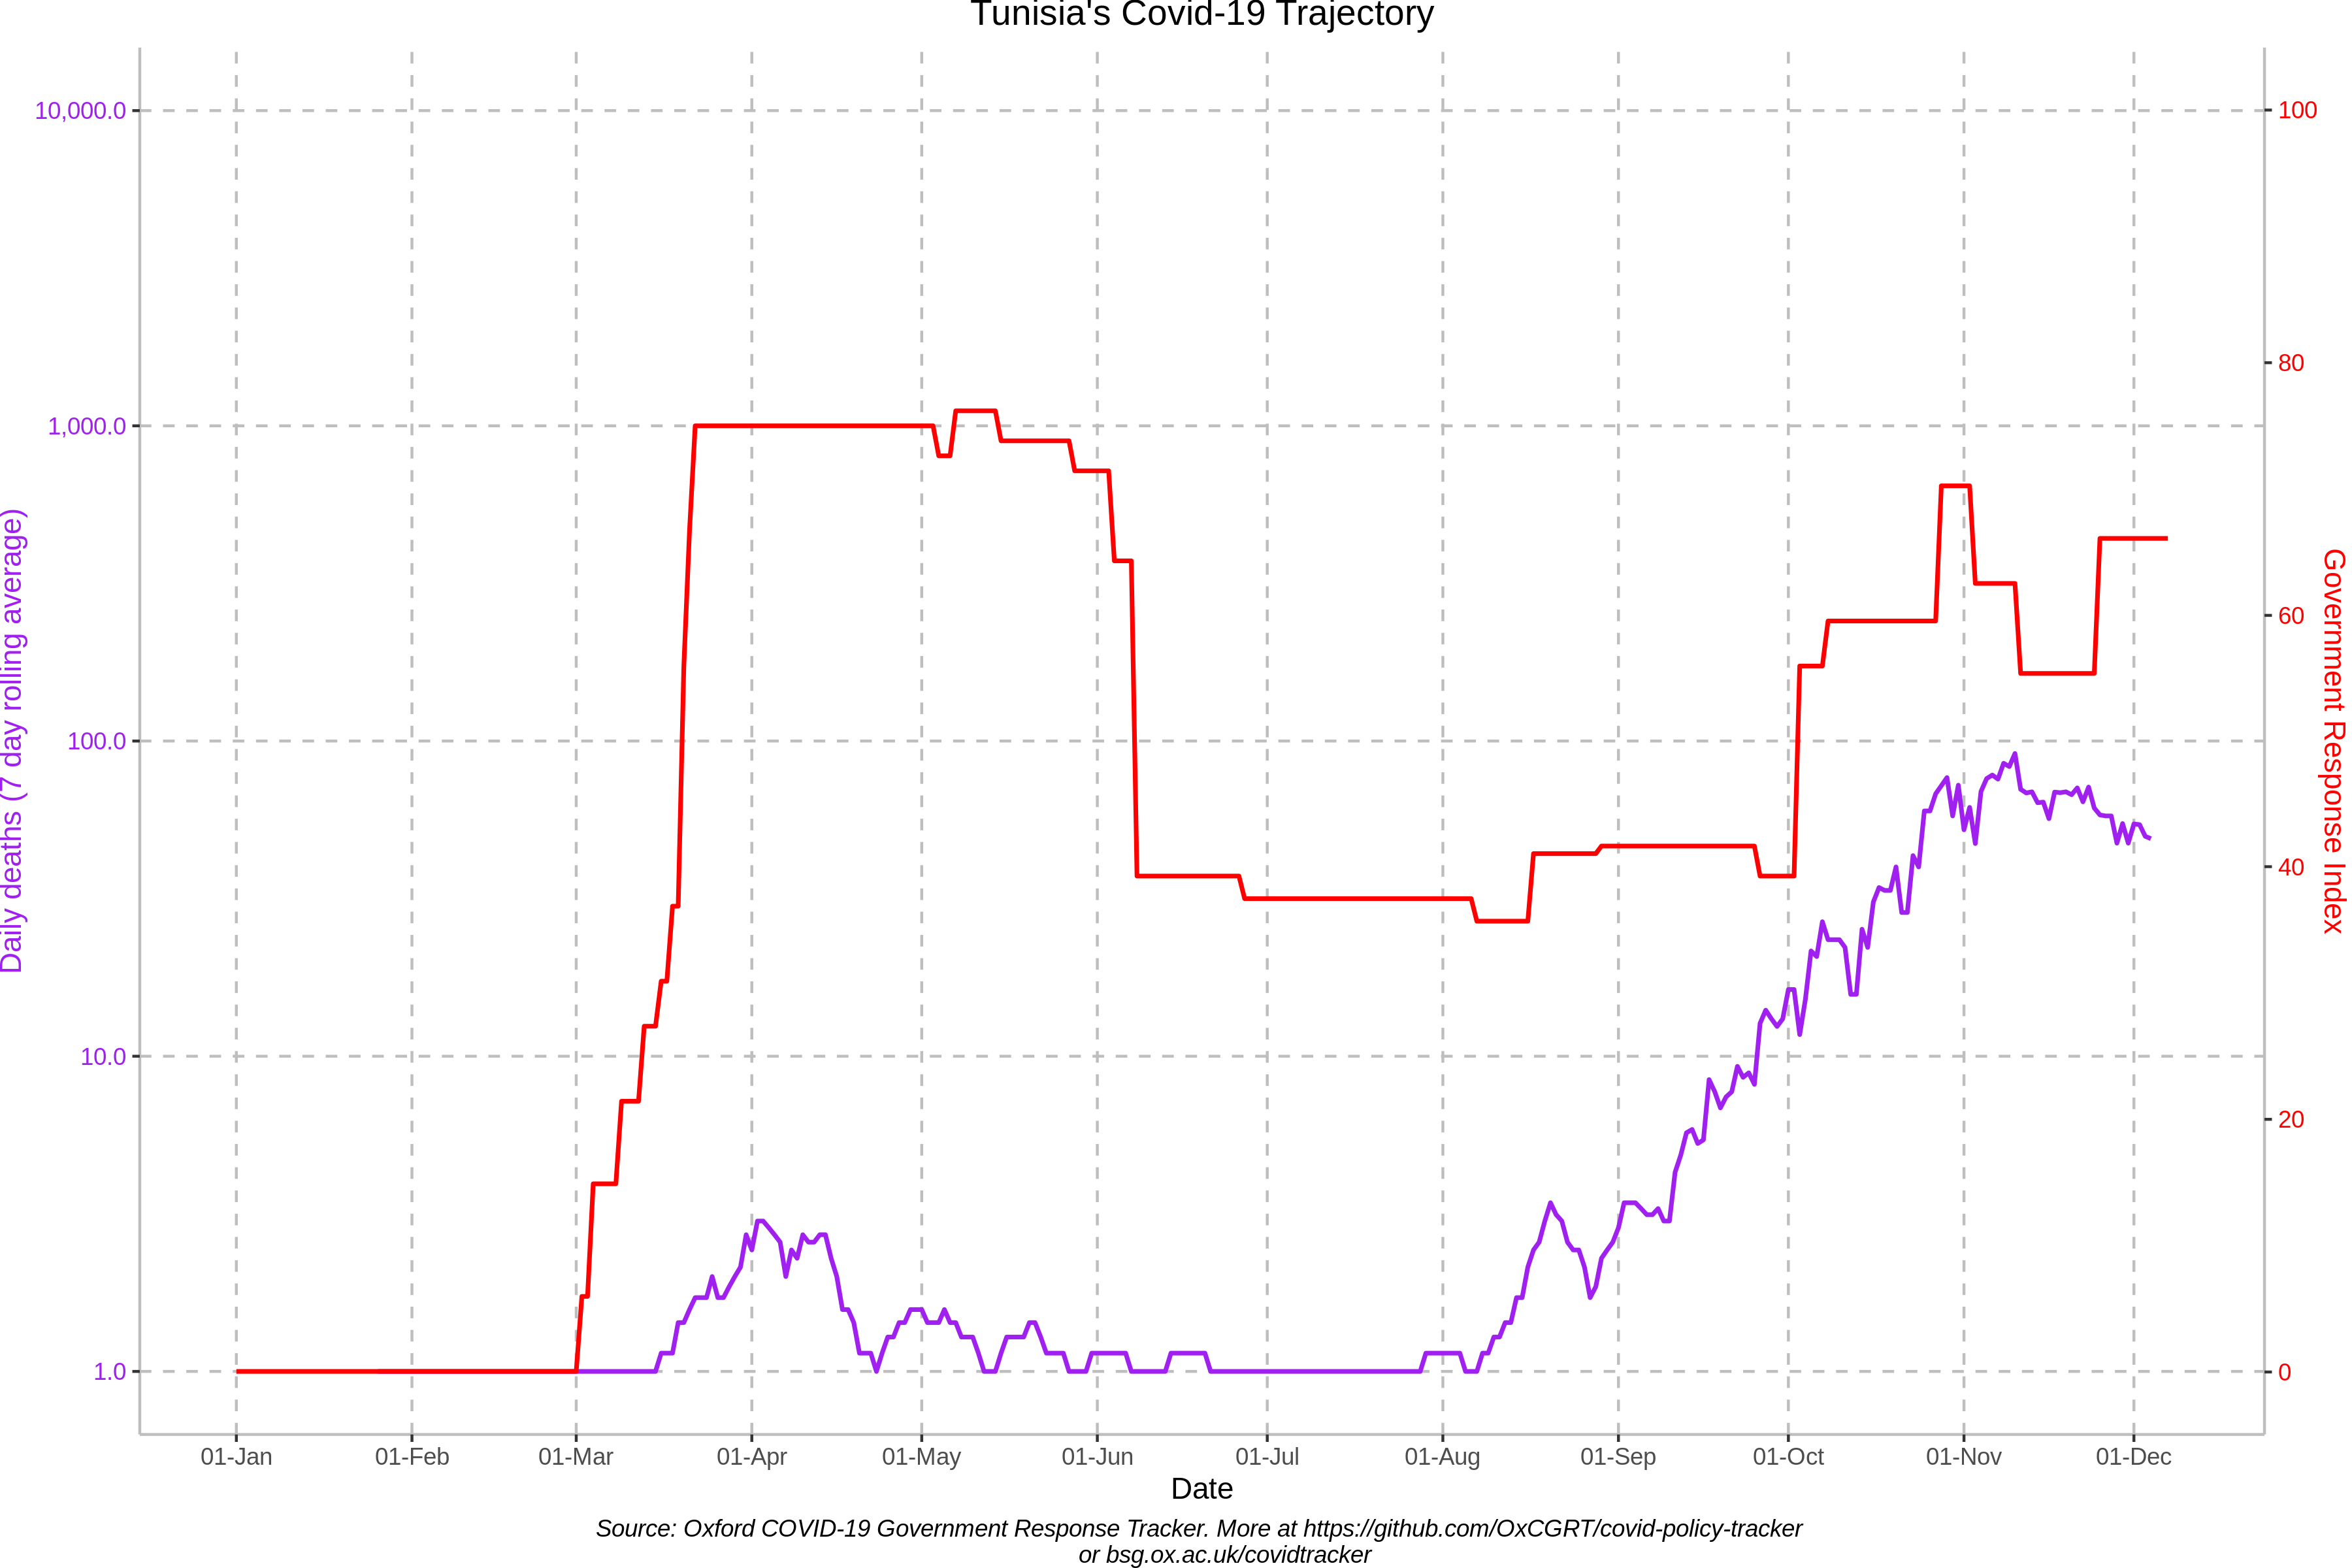 Tunisia's Covid-19 Trajectory
10,000.0
1,000.0
100.0
10.0
1.0
Daily deaths (7 day rolling average)
100
80
60
40
20
0
Government Response Index
01-Jan 01-Feb 01-Mar 01-Apr 01-May 01-Jun 01-Jul 01-Aug 01-Sep 01-Oct 01-Nov 01-Dec
Date
Source: Oxford COVID-19 Government Response Tracker. More at https://github.com/OxCGRT/covid-policy-tracker
or bsg.ox.ac.uk/covidtracker